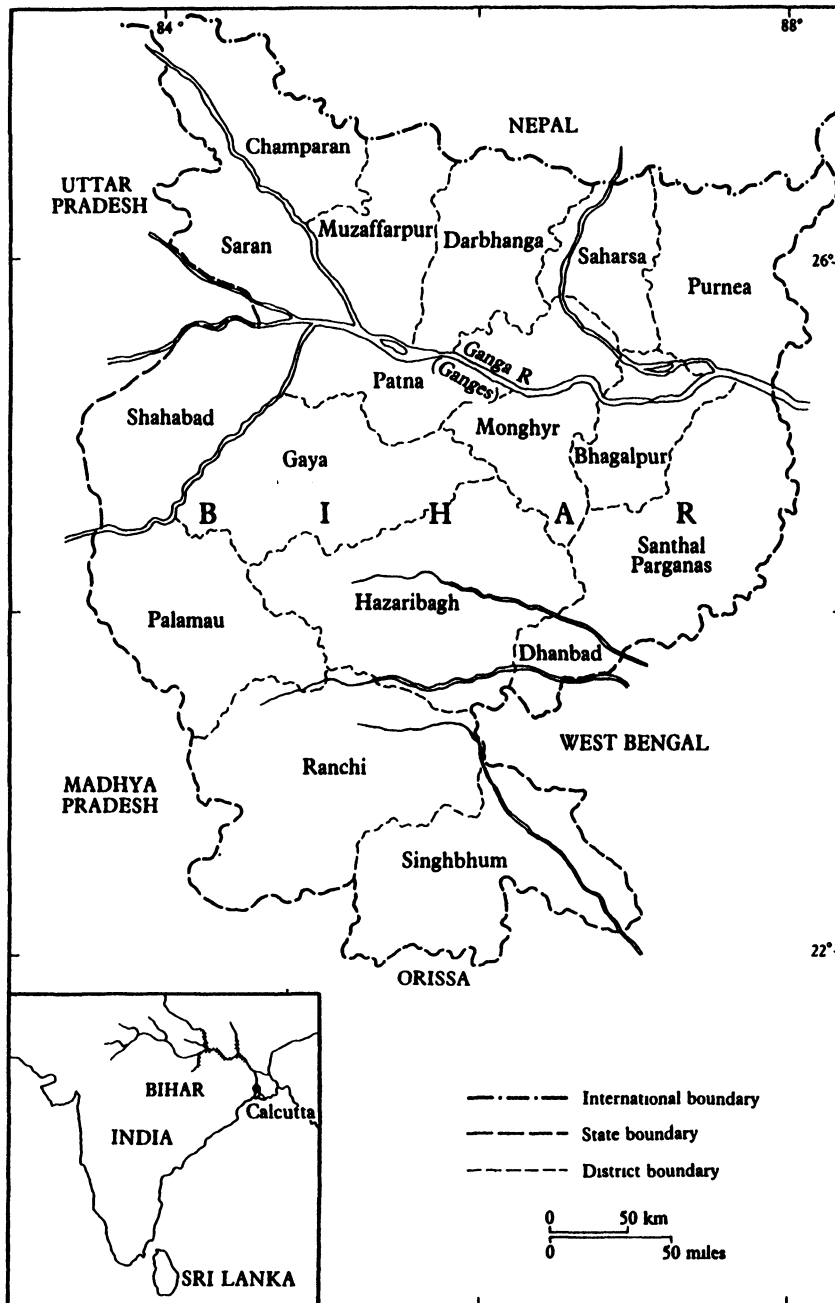 84
88°
NEPAL
Champaran
UTTAR
PRADESH
Muzaffarpur
Darbhanga
Saran
Saharsa
26°
Purnea
Ganga R
(Ganges)
Patna
Shahabad
Monghyr
Gaya
Bhagalpur
B I H A R
Santhal
Parganas
Hazaribagh
Palamau
Dhanbad
WEST BENGAL
Ranchi
MADHYA
PRADESH
Singhbhum
22°
ORISSA
BIHAR
Calcutta
INDIA
SRI LANKA
International boundary
State boundary
District boundary
0 50 km
0 50 miles